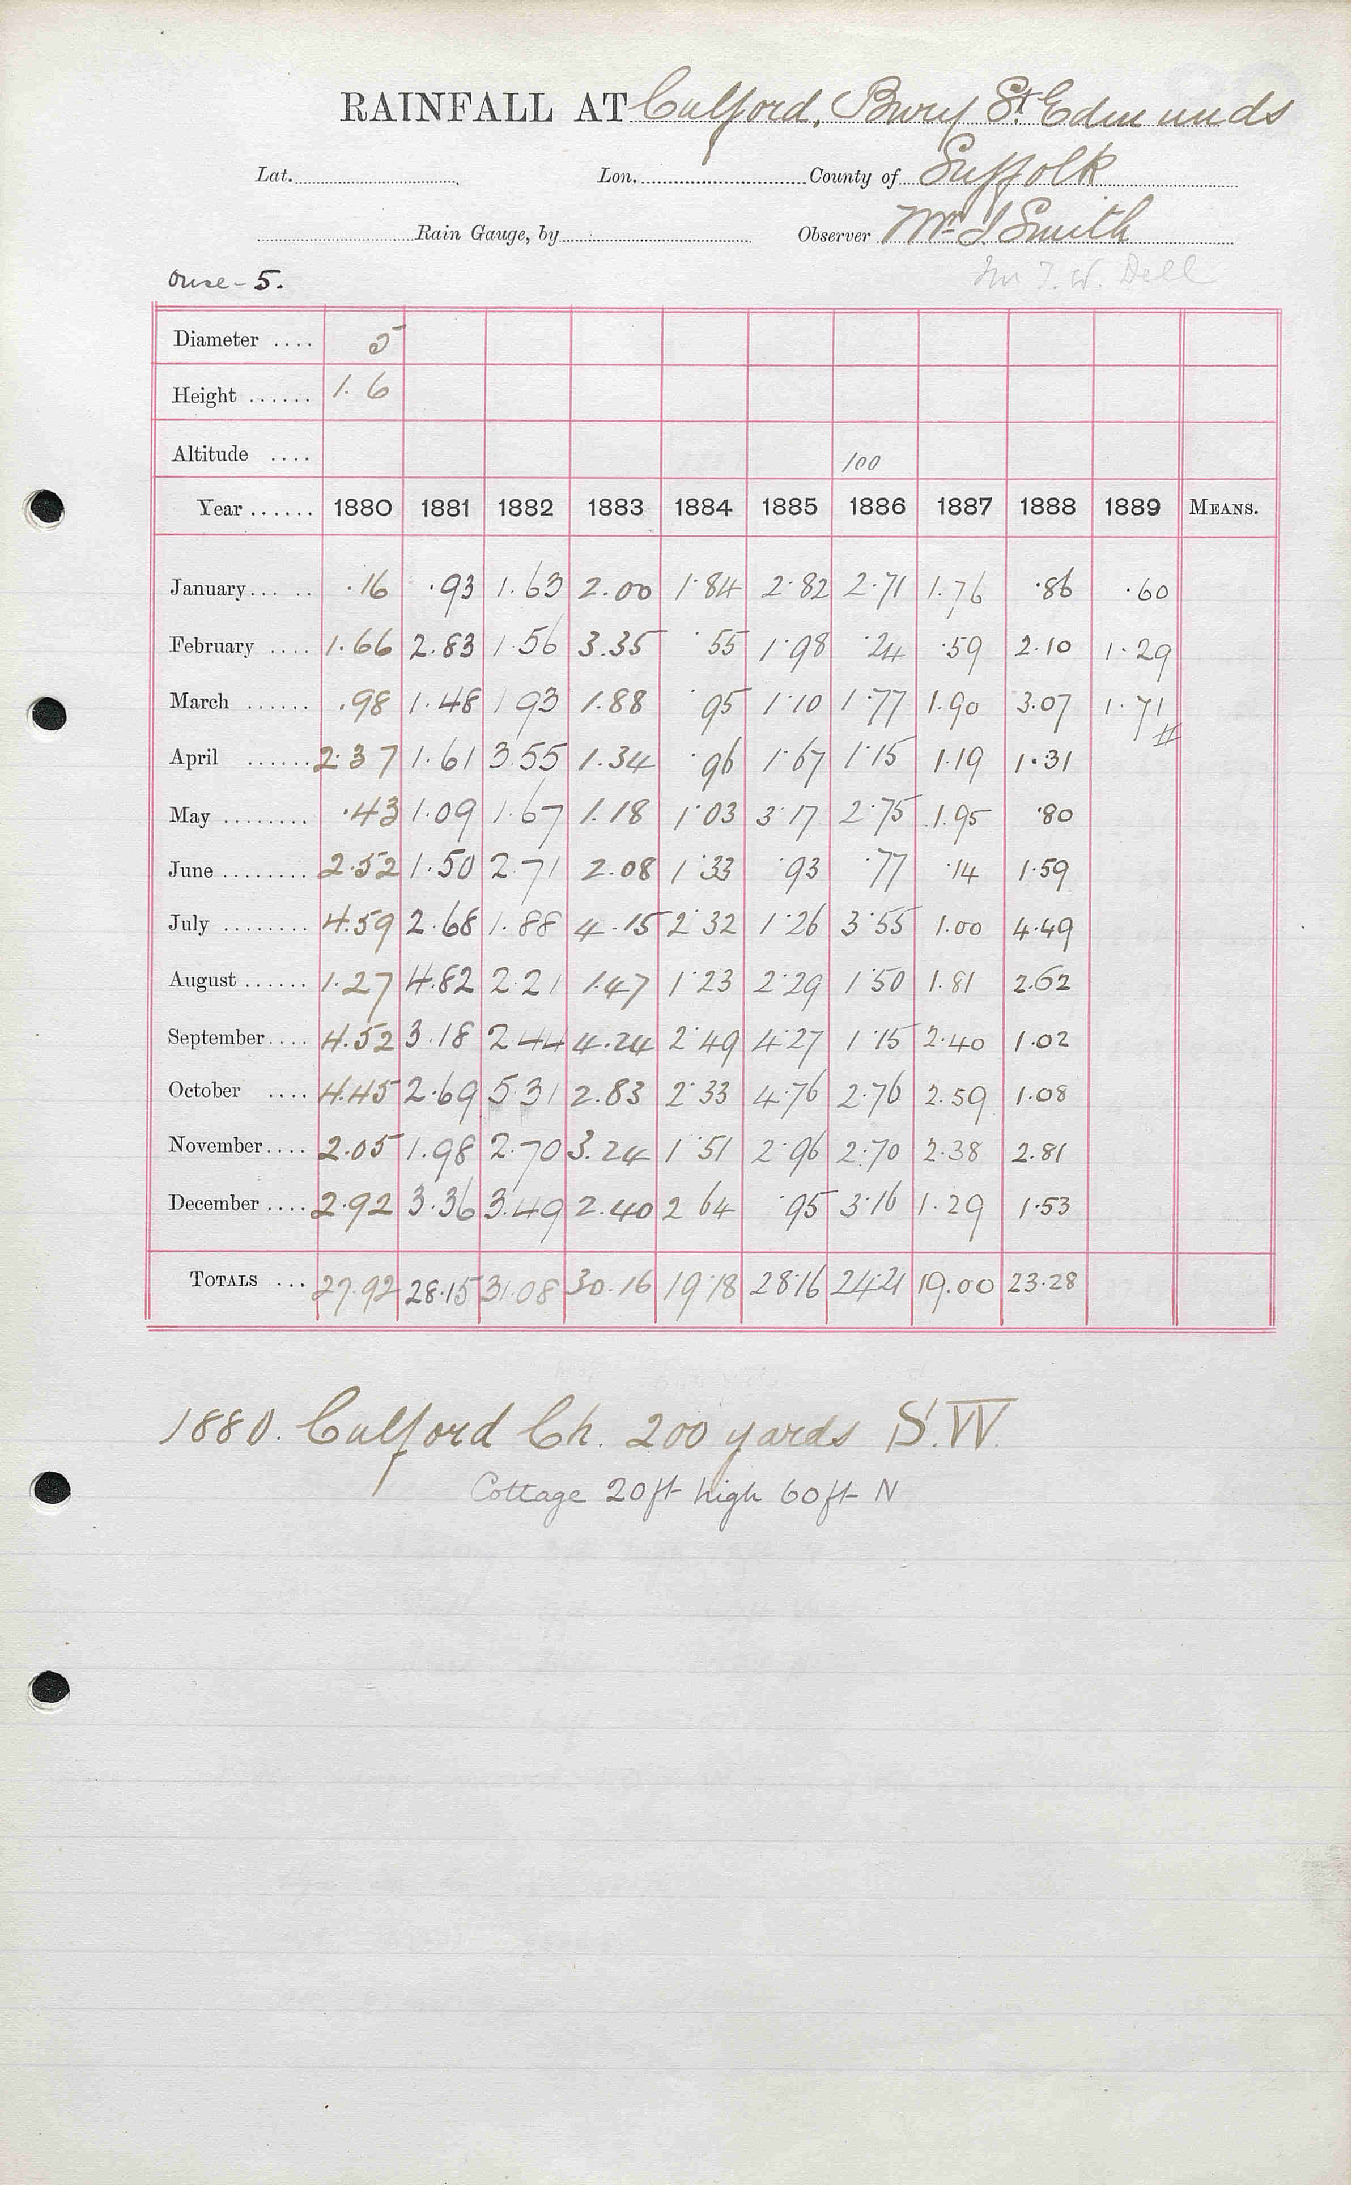 RAINFALL AT Culford, Bury St. Edmunds
Lat. Lon. County of Suffolk
Rain Gauge, by Observer Mr. J Smith
Ouse - 5. Mr T. W. Dell
Diameter .... 5
Height ...... 1. 6
Altitude .... 100
Year ...... 1880 1881 1882 1883 1884 1885 1886 1887 1888 1889 MEANS.
January ... .. .16 .93 1.63 2.00 1.84 2.82 2.71 1.76 .86 .60
February .... 1.66 2.83 1.56 3.35 .55 1.98 .24 .59 2.10 1.29
March ...... .98 1.48 1 93 1.88 .95 1.10 1.77 1.90 3.07 1.71 #
April ...... 2.37 1.61 3 55 1.34 .96 1.67 1.15 1.19 1.31
May ........ .43 1.09 1.67 1.18 1.03 3.17 2.75 1.95 .80
June ........ 2.52 1.50 2.71 2.08 1.33 .93 .77 .14 1.59
July ........ 4.59 2.68 1.88 4.15 2.32 1.26 3.55 1.00 4.49
August ...... 1.27 4.82 2.21 1.47 1.23 2.29 1.50 1.81 2.62
September .... 4.52 3.18 2 44 4.24 2.49 4.27 1.15 2.40 1.02
October .... 4.45 2.69 5 31 2.83 2.33 4.76 2.76 2.59 1.08
November .... 2.05 1.98 2.70 3.24 1.51 2.96 2.70 2.38 2.81
December .... 2.92 3.36 3.49 2.40 2 64 .95 3.16 1.29 1.53
TOTALS ... 27.92 28.15 31.08 30.16 19.18 28.16 24.21 19.00 23.28
1880. Culford Ch. 200 yards S.W.
Cottage 20ft high 60ft N